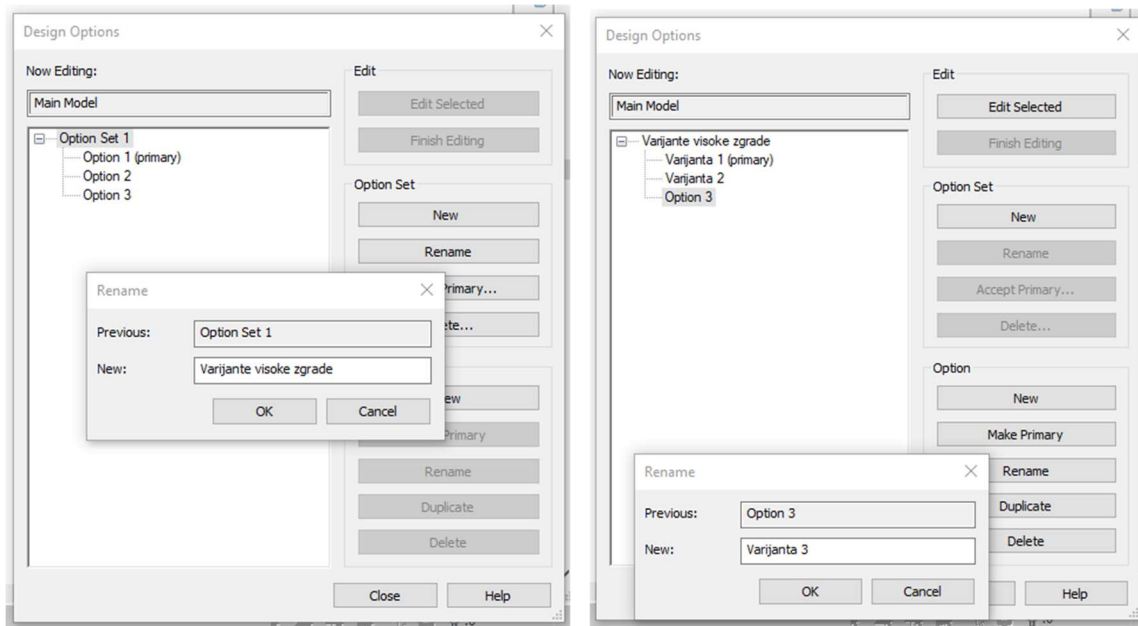 Design Options
Now Editing:
Main Model
Option Set 1
Option 1 (primary)
Option 2
Option 3
Edit
Edit Selected
Finish Editing
Option Set
New
Rename
Primary...
Rename
Previous:
Option Set 1
New:
Varijante visoke zgrade
OK
Cancel
Primary
Rename
Duplicate
Delete
Close
Help
Design Options
Now Editing:
Main Model
Varijante visoke zgrade
Varijanta 1 (primary)
Varijanta 2
Option 3
Edit
Edit Selected
Finish Editing
Option Set
New
Rename
Accept Primary...
Delete...
Option
New
Make Primary
Rename
Duplicate
Delete
Rename
Previous:
Option 3
New:
Varijanta 3
OK
Cancel
Help